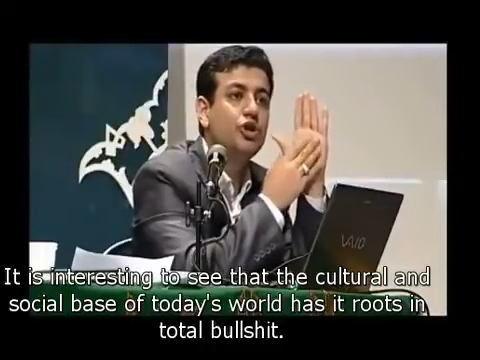 VAIO
It is interesting to see that the cultural and
social base of today's world has it roots in
total bullshit.